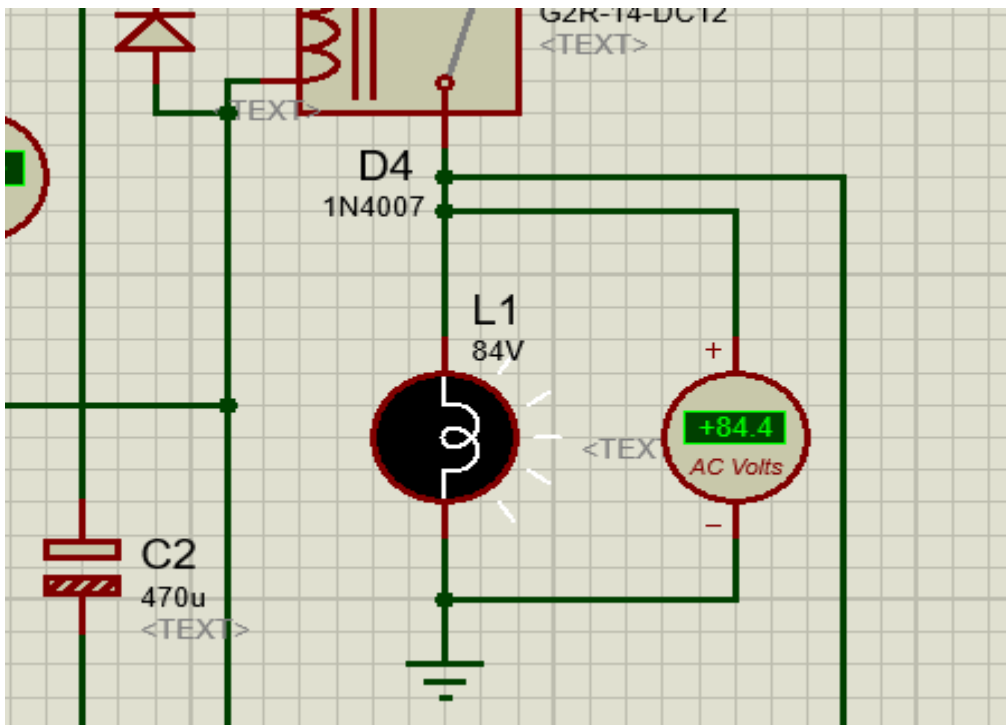 G2R-14-DC12
<TEXT>
<TEXT>
D4
1N4007
L1
84V
+
+84.4
<TEX
AC Volts
−
C2
470u
<TEXT>